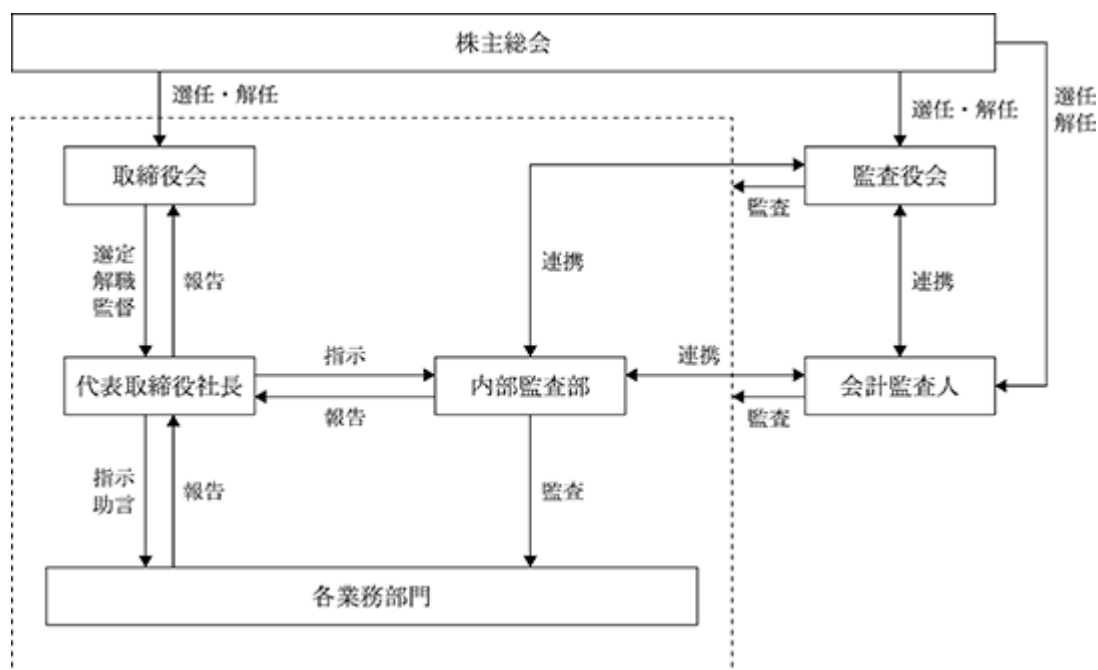 株主総会
選任・解任
選任・解任
選任
解任
取締役会
監査役会
監査
選定
解職
監督
報告
連携
連携
代表取締役社長
指示
報告
内部監査部
連携
監査
会計監査人
指示
助言
報告
監査
各業務部門